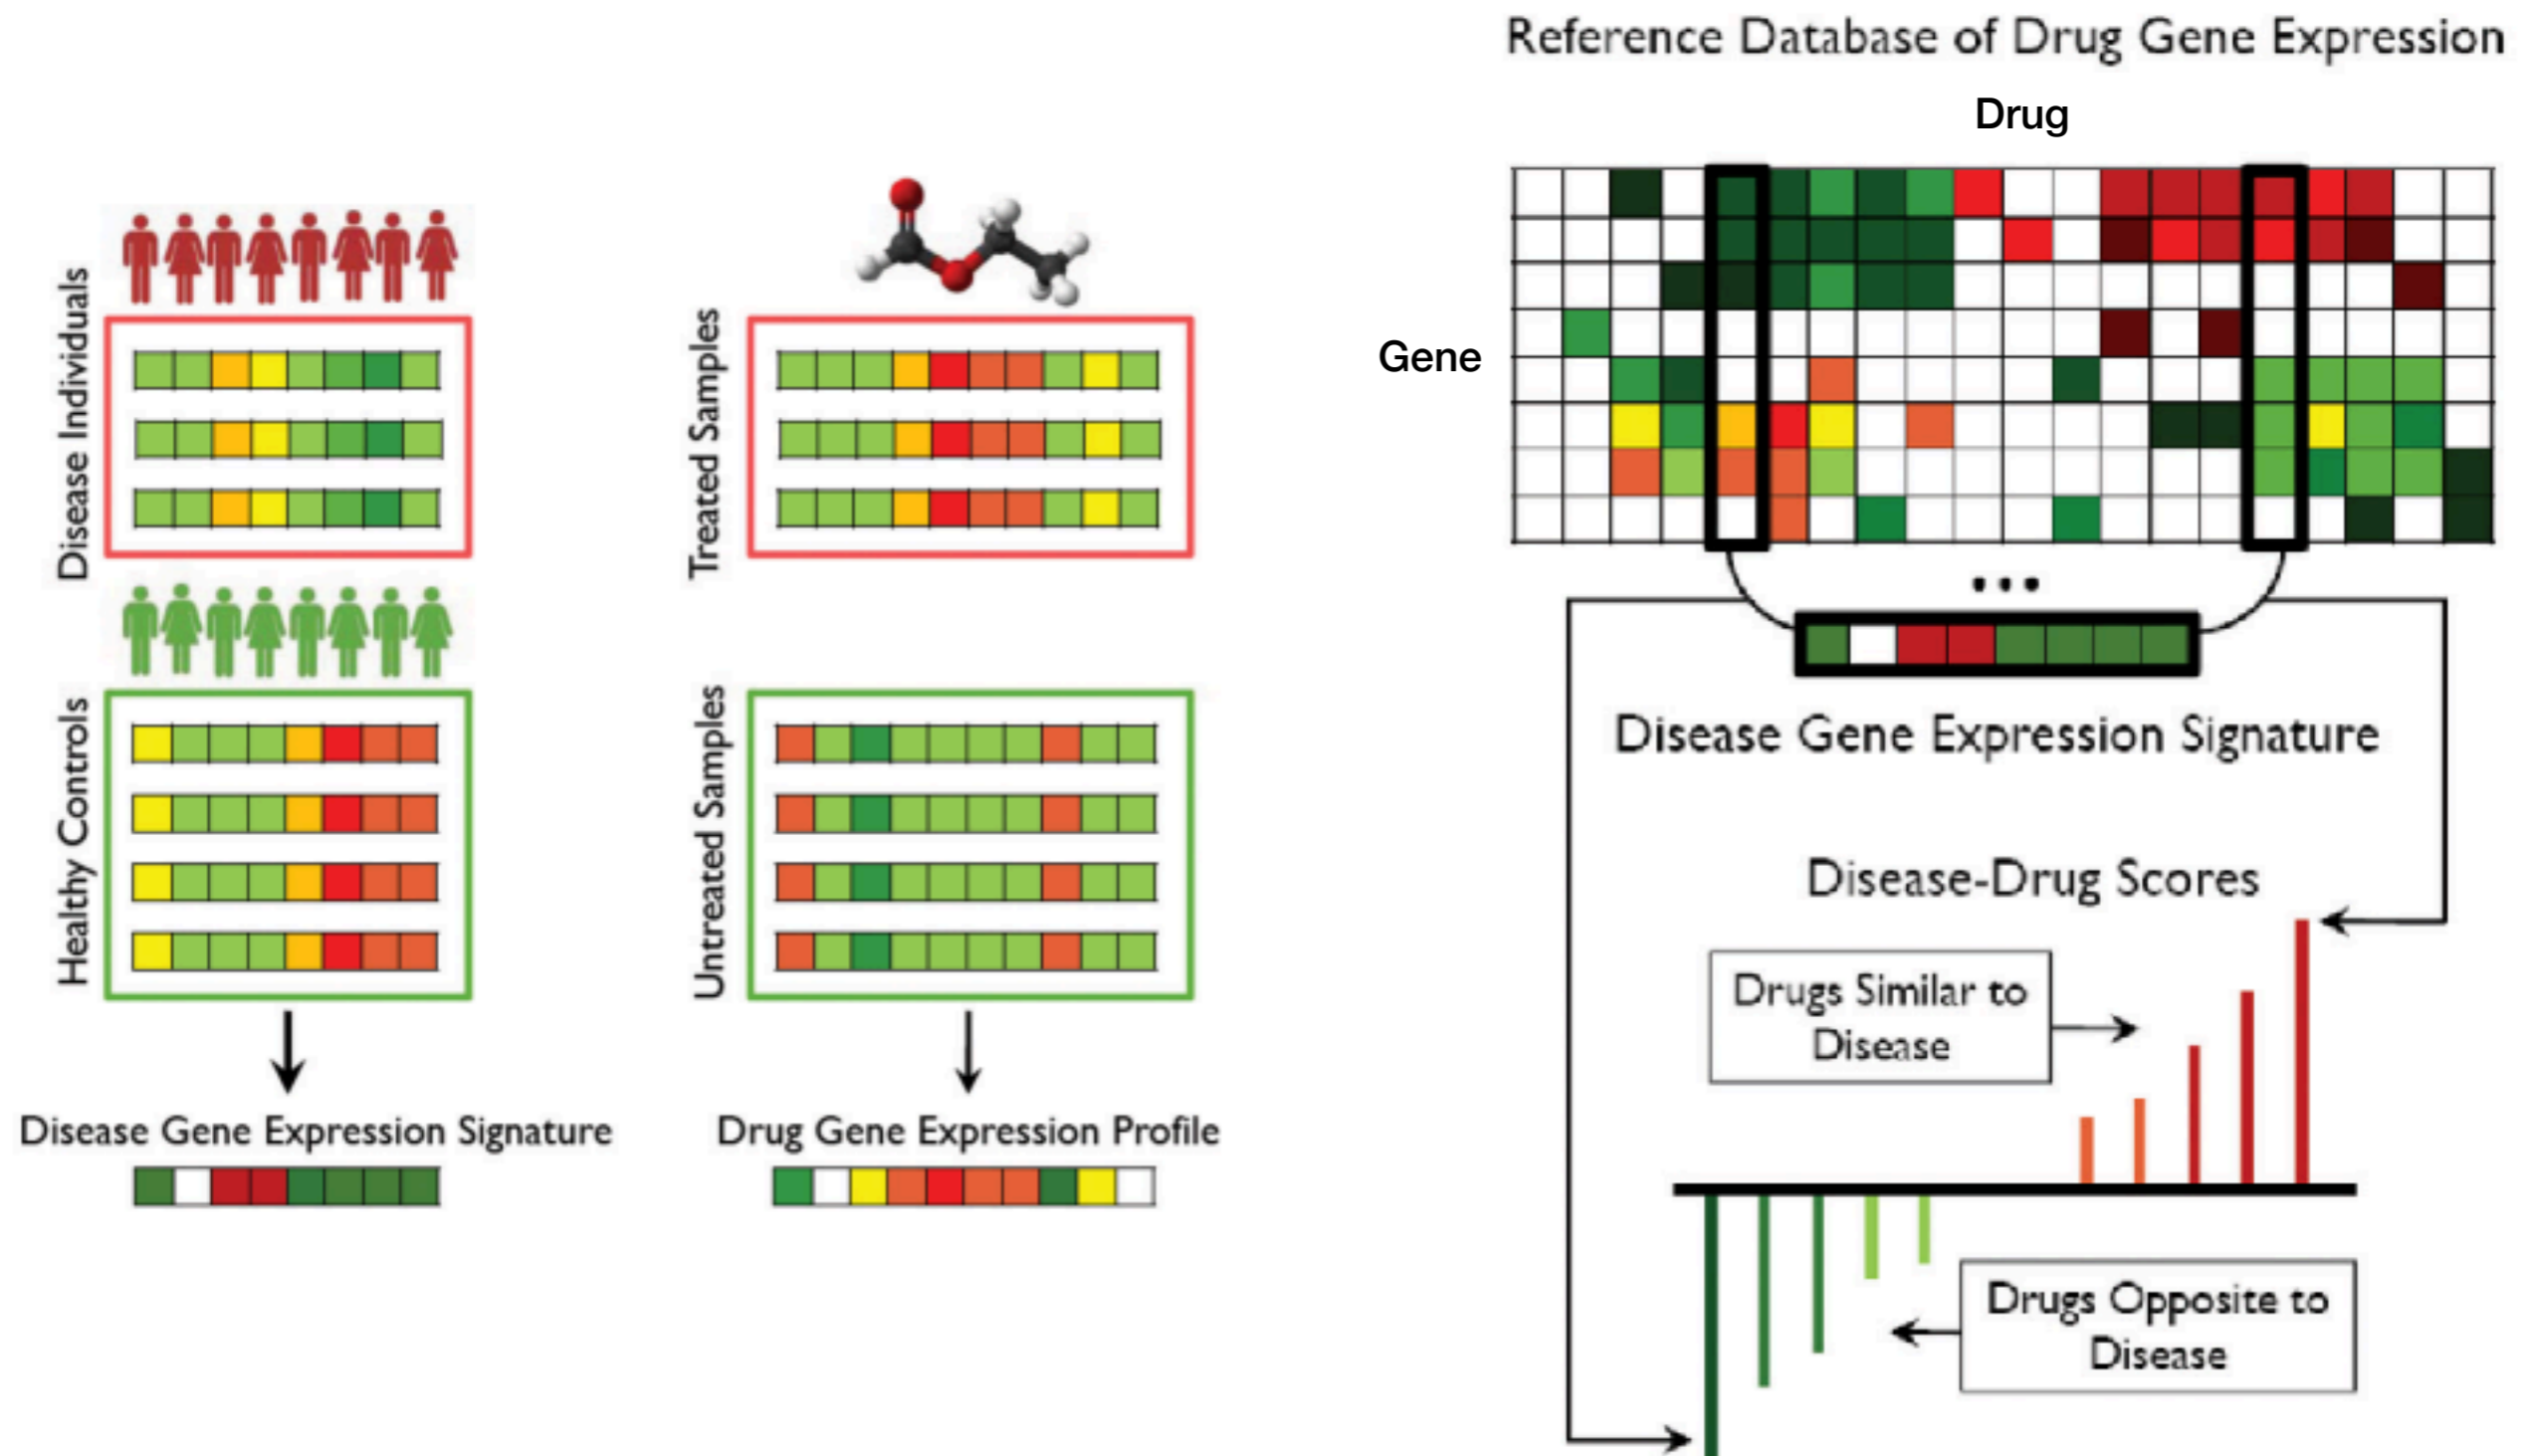 Reference Database of Drug Gene Expression
Drug
Gene
Disease Individuals
Healthy Controls
Disease Gene Expression Signature
Treated Samples
Untreated Samples
Drug Gene Expression Profile
...
Disease Gene Expression Signature
Disease-Drug Scores
Drugs Similar to
Disease
Drugs Opposite to
Disease